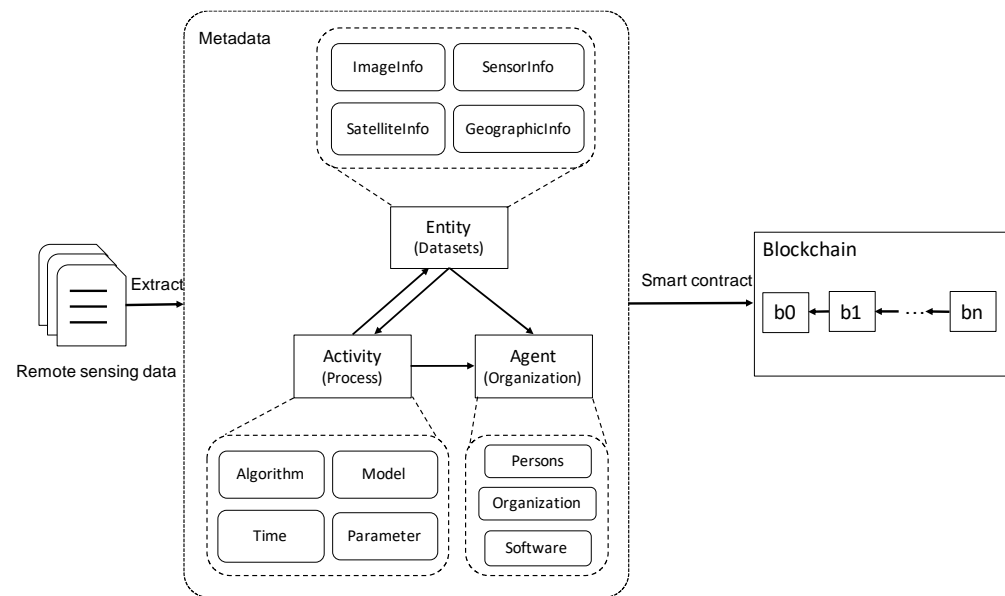 Metadata
ImageInfo
SensorInfo
SatelliteInfo
GeographicInfo
Entity
(Datasets)
Extract
Remote sensing data
Activity
(Process)
Agent
(Organization)
Algorithm
Model
Time
Parameter
Persons
Organization
Software
Smart contract
Blockchain
b0
b1
...
bn